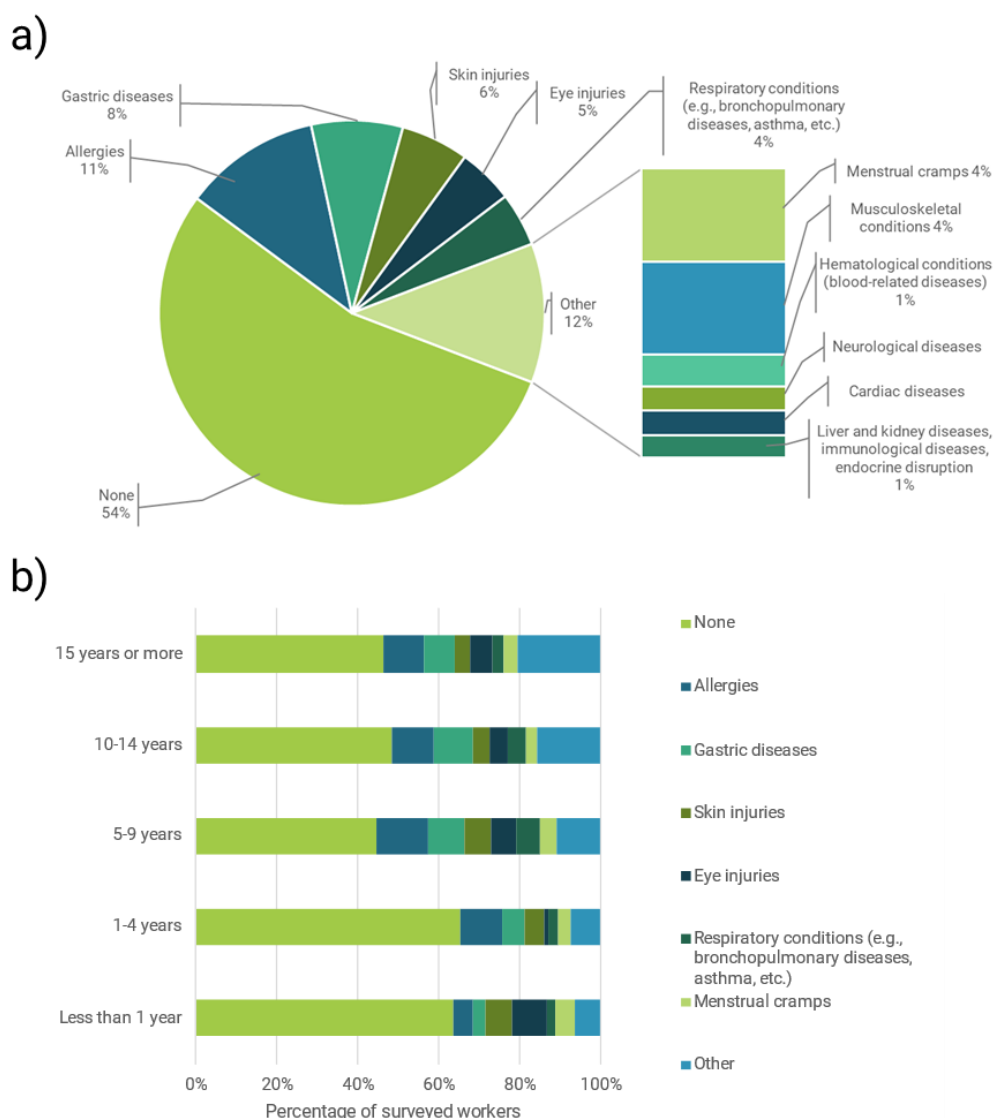 a)
Gastric diseases
8%
Allergies
11%
Skin injuries
6%
Eye injuries
5%
Respiratory conditions
(e.g., bronchopulmonary
diseases, asthma, etc.)
4%
Other
12%
None
54%
Menstrual cramps 4%
Musculoskeletal
conditions 4%
Hematological conditions
(blood-related diseases)
1%
Neurological diseases
Cardiac diseases
Liver and kidney diseases,
immunological diseases,
endocrine disruption
1%
b)
15 years or more
10-14 years
5-9 years
1-4 years
Less than 1 year
0%
20%
40%
60%
80%
100%
Percentage of surveyed workers
None
Allergies
Gastric diseases
Skin injuries
Eye injuries
Respiratory conditions (e.g.,
bronchopulmonary diseases,
asthma, etc.)
Menstrual cramps
Other